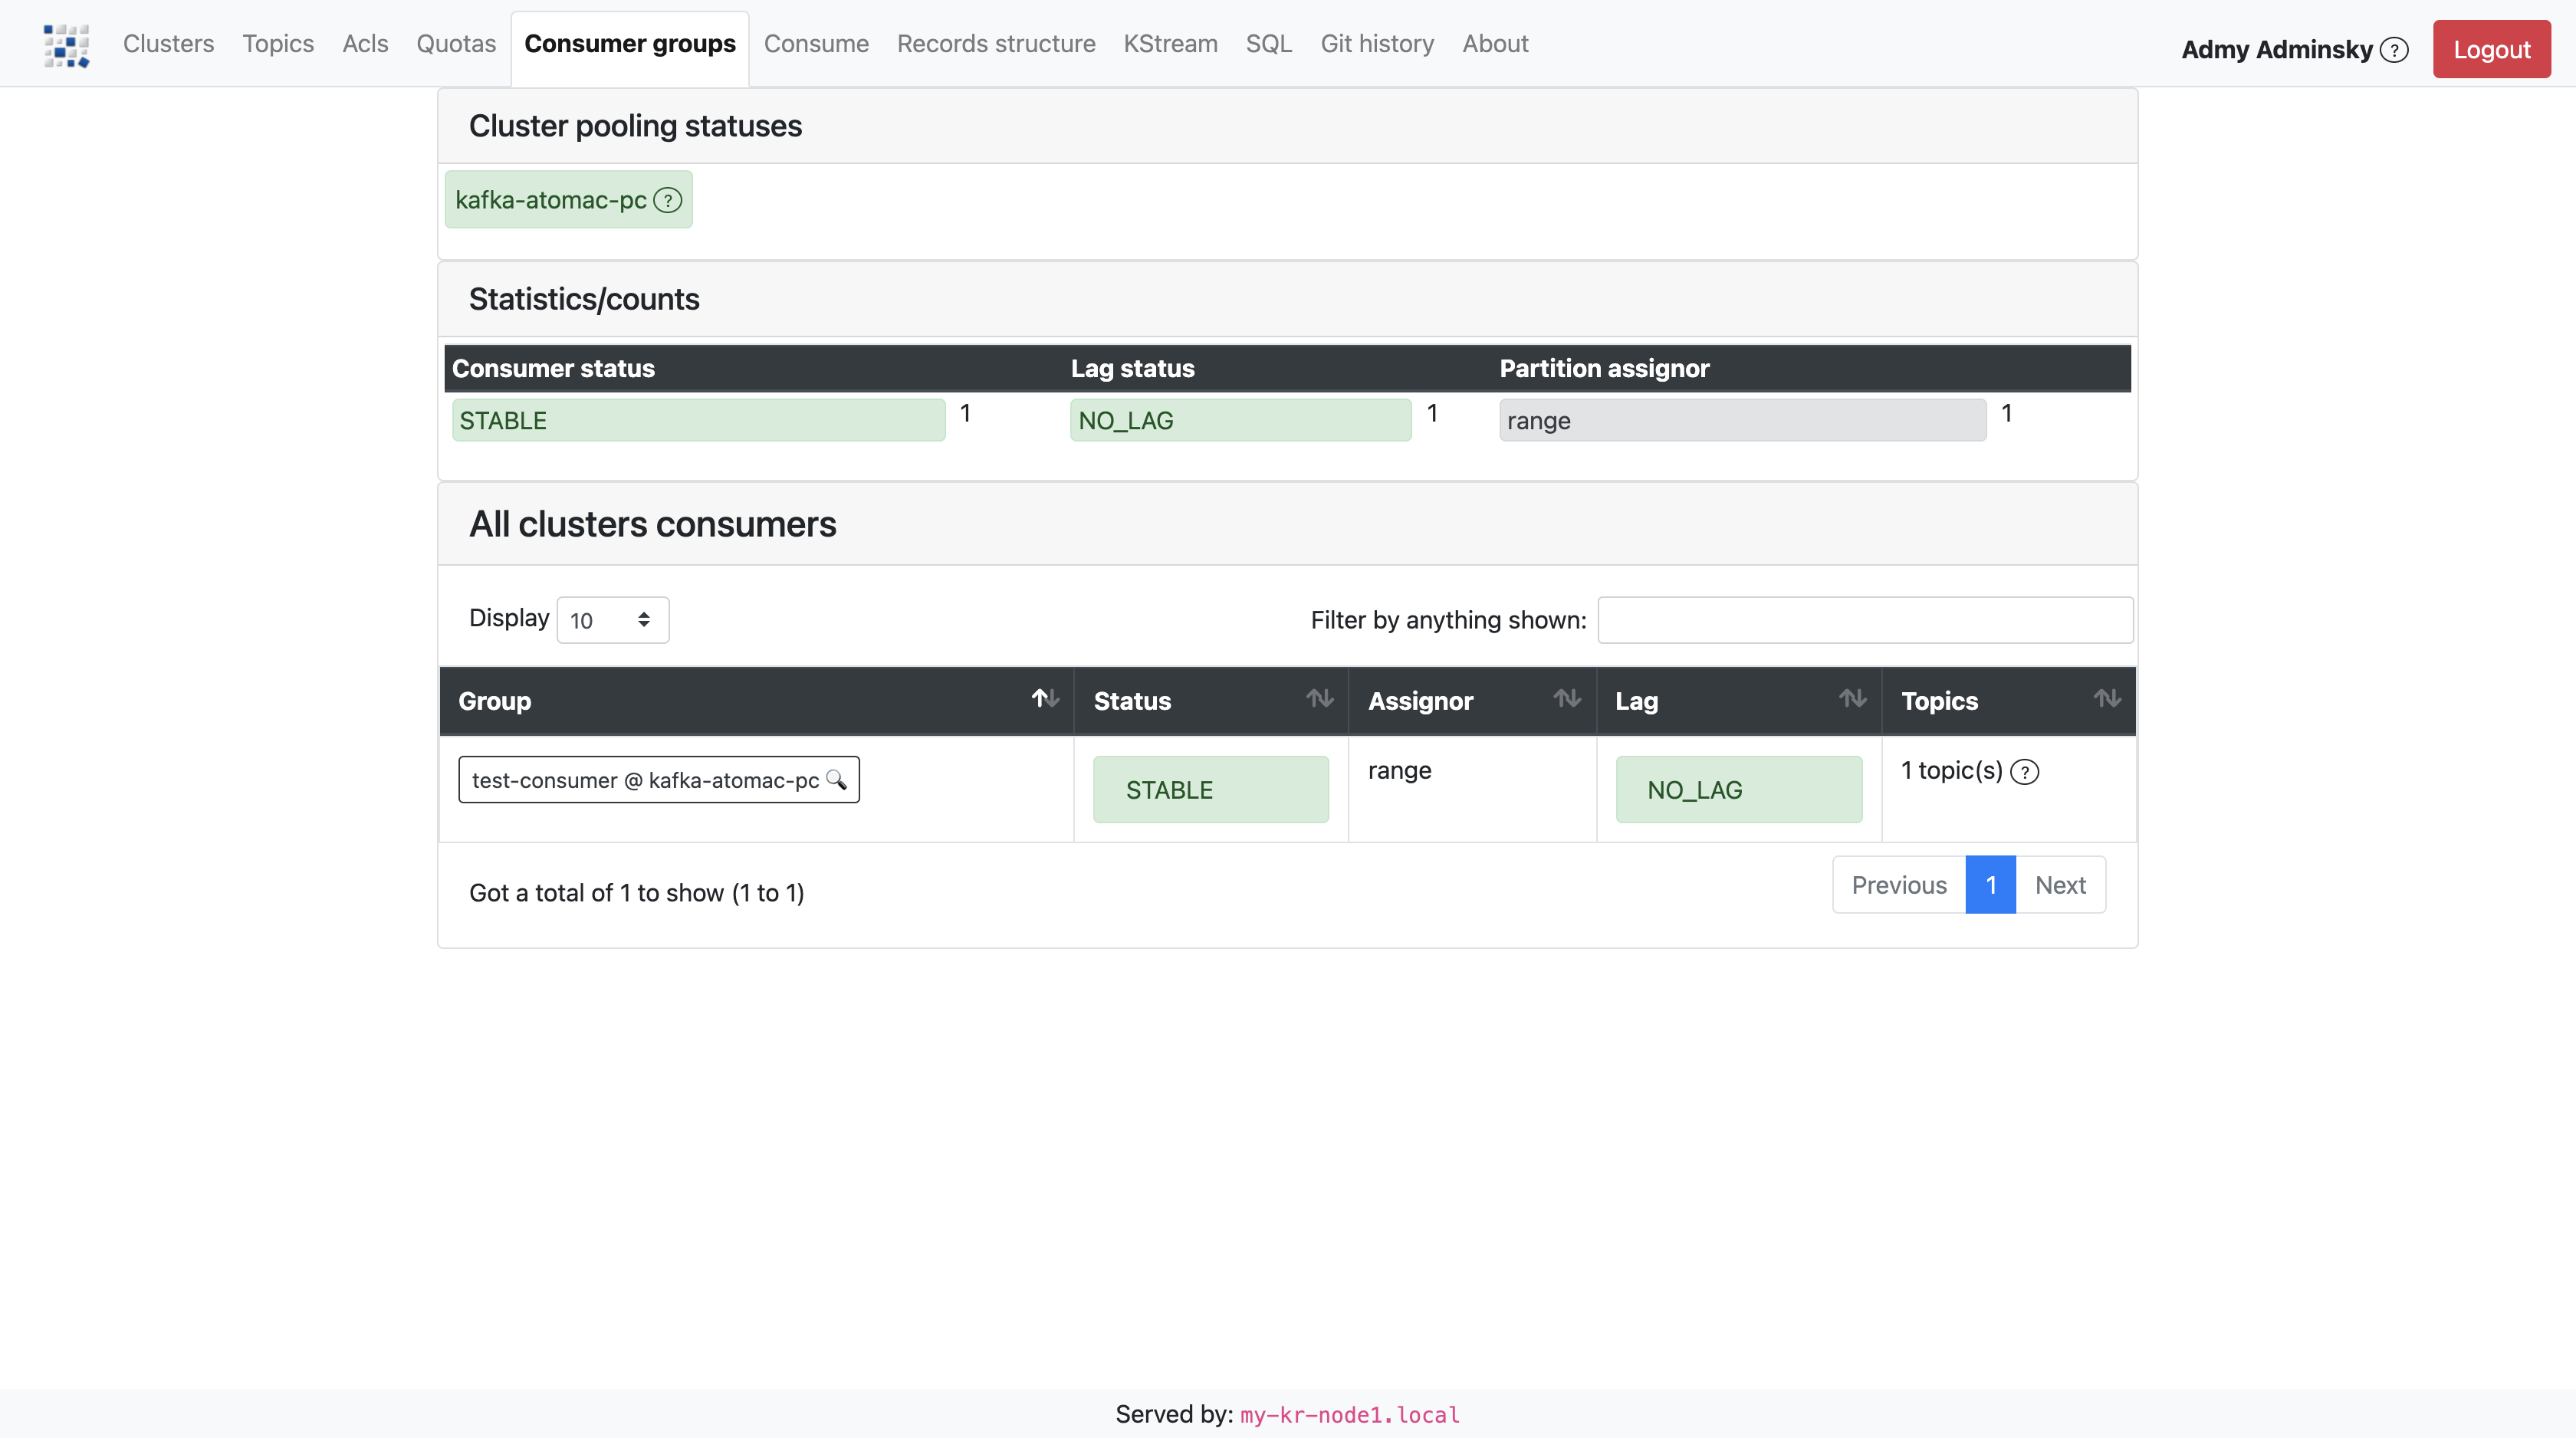 Clusters Topics Acls Quotas Consumer groups Consume Records structure KStream SQL Git history About Admy Adminsky ? Logout
Cluster pooling statuses
kafka-atomac-pc ?
Statistics/counts
Consumer status Lag status Partition assignor
STABLE 1 NO_LAG 1 range 1
All clusters consumers
Display 10 Filter by anything shown:
Group Status Assignor Lag Topics
test-consumer @ kafka-atomac-pc STABLE range NO_LAG 1 topic(s) ?
Got a total of 1 to show (1 to 1) Previous 1 Next
Served by: my-kr-node1.local